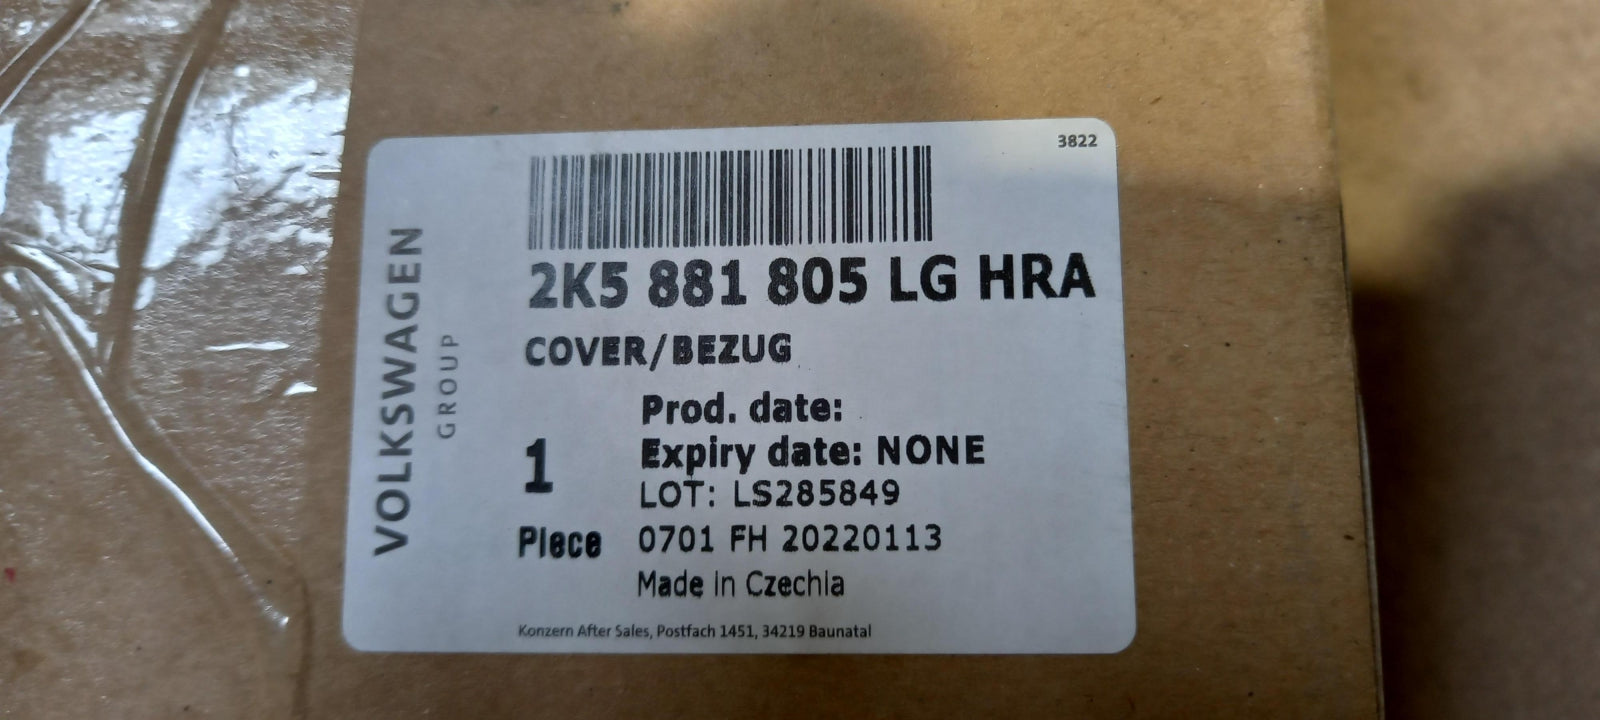 3822
VOLKSWAGEN
GROUP
2K5 881 805 LG HRA
COVER/BEZUG
Prod. date:
Expiry date: NONE
1
LOT: LS285849
Piece
0701 FH 20220113
Made in Czechia
Konzern After Sales, Postfach 1451, 34219 Baunatal